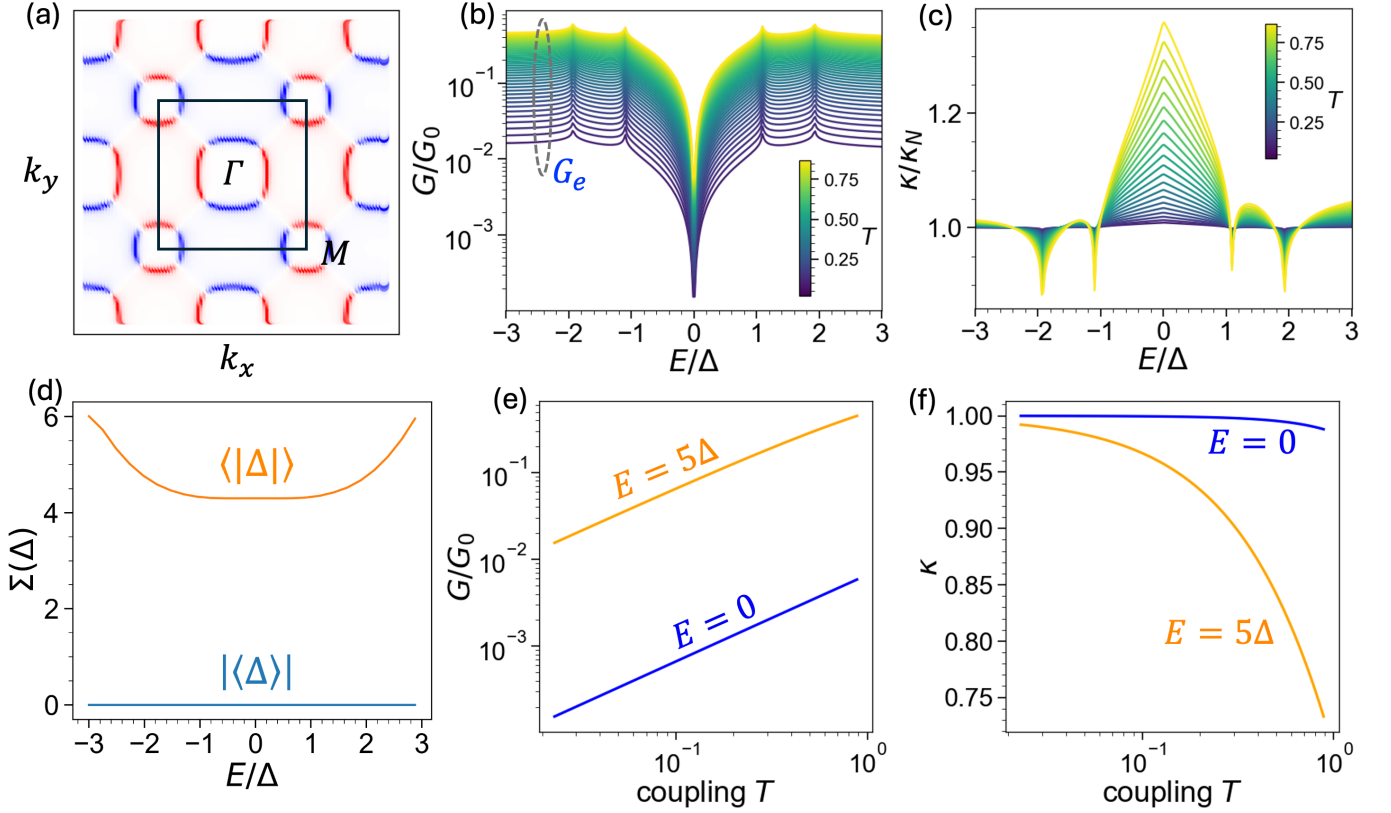 (a)
k_y
Γ
M
k_x
(b)
G/G_0
10^{-1}
10^{-2}
10^{-3}
G_e
0.75
0.50
0.25
T
−3 −2 −1 0 1 2 3
E/Δ
(c)
κ/κ_N
1.2
1.0
0.75
0.50
0.25
T
−3 −2 −1 0 1 2 3
E/Δ
(d)
Σ(Δ)
6
4
2
0
⟨|Δ|⟩
|⟨Δ⟩|
−3 −2 −1 0 1 2 3
E/Δ
(e)
G/G_0
10^{-1}
10^{-2}
10^{-3}
E = 5Δ
E = 0
10^{-1} 10^0
coupling T
(f)
κ
1.00
0.95
0.90
0.85
0.80
0.75
E = 0
E = 5Δ
10^{-1} 10^0
coupling T